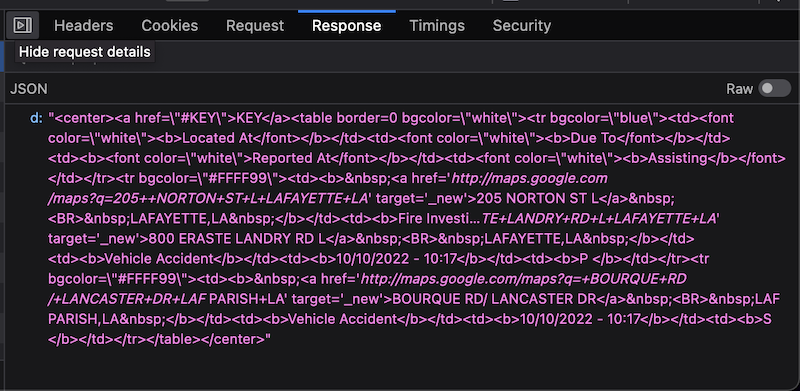 Headers Cookies Request Response Timings Security
Hide request details
JSON Raw
d: "<center><a href=\"#KEY\">KEY</a><table border=0 bgcolor=\"white\"><tr bgcolor=\"blue\"><td><font
color=\"white\"><b>Located At</font></b></td><td><font color=\"white\"><b>Due To</font></b></td>
<td><b><font color=\"white\">Reported At</font></b></td><td><font color=\"white\"><b>Assisting</b></font>
</td></tr><tr bgcolor=\"#FFFF99\"><td><b>&nbsp;<a href='http://maps.google.com
/maps?q=205++NORTON+ST+L+LAFAYETTE+LA' target='_new'>205 NORTON ST L</a>&nbsp;
<BR>&nbsp;LAFAYETTE,LA&nbsp;</b></td><td><b>Fire Investi...TE+LANDRY+RD+L+LAFAYETTE+LA'
target='_new'>800 ERASTE LANDRY RD L</a>&nbsp;<BR>&nbsp;LAFAYETTE,LA&nbsp;</b></td>
<td><b>Vehicle Accident</b></td><td><b>10/10/2022 - 10:17</b></td><td><b>P </b></td></tr><tr
bgcolor=\"#FFFF99\"><td><b>&nbsp;<a href='http://maps.google.com/maps?q=+BOURQUE+RD
/+LANCASTER+DR+LAF PARISH+LA' target='_new'>BOURQUE RD/ LANCASTER DR</a>&nbsp;<BR>&nbsp;LAF
PARISH,LA&nbsp;</b></td><td><b>Vehicle Accident</b></td><td><b>10/10/2022 - 10:17</b></td><td><b>S
</b></td></tr></table></center>"